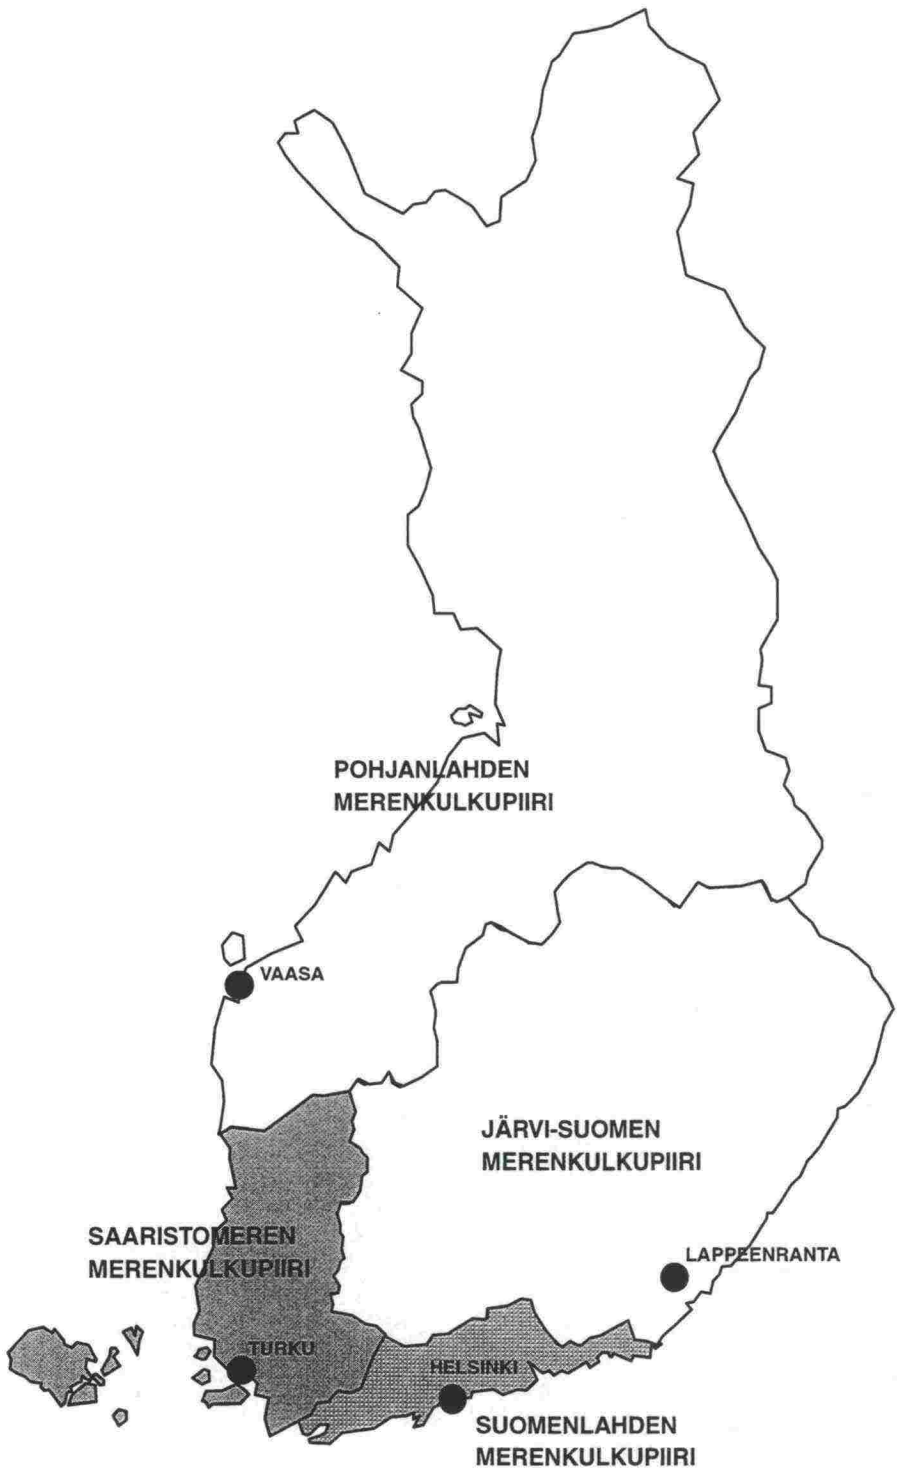 POHJANLAHDEN
MERENKULKUPIIRI
VAASA
JÄRVI-SUOMEN
MERENKULKUPIIRI
SAARISTOMEREN
MERENKULKUPIIRI
LAPPEENRANTA
TURKU
HELSINKI
SUOMENLAHDEN
MERENKULKUPIIRI